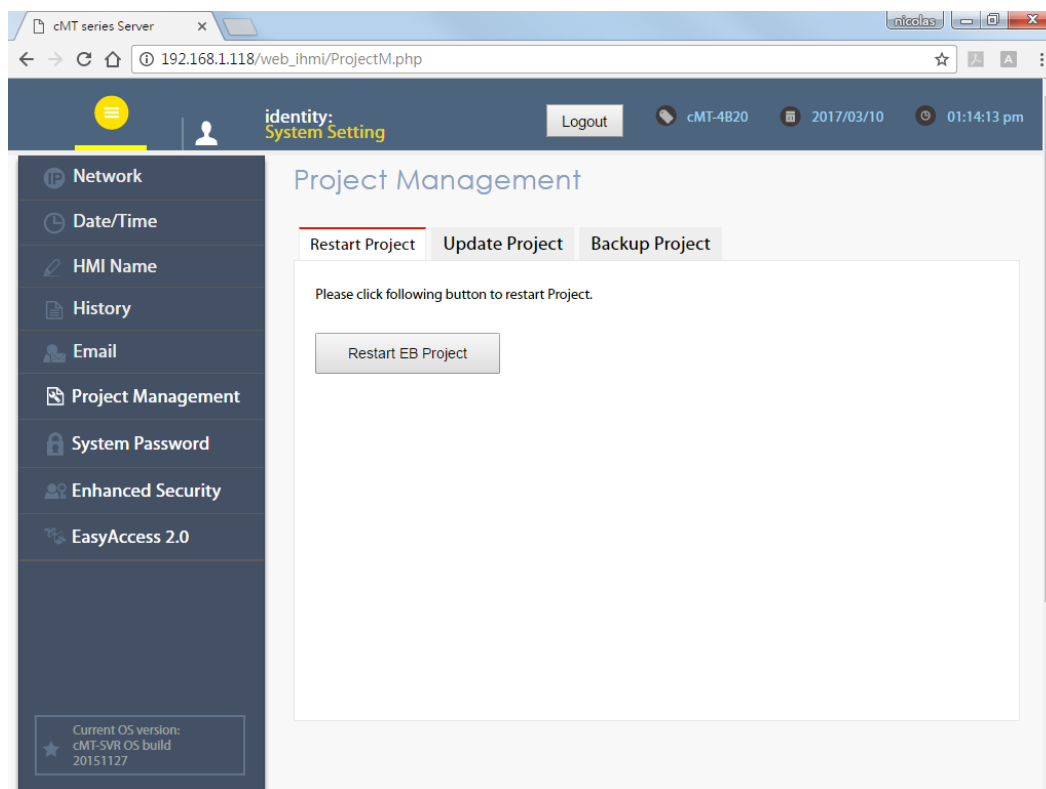 cMT series Server
nicolas
192.168.1.118/web_ihmi/ProjectM.php
identity:
System Setting
Logout
cMT-4B20
2017/03/10
01:14:13 pm
IP Network
Date/Time
HMI Name
History
Email
Project Management
System Password
Enhanced Security
EasyAccess 2.0
Current OS version:
cMT-SVR OS build
20151127
Project Management
Restart Project
Update Project
Backup Project
Please click following button to restart Project.
Restart EB Project